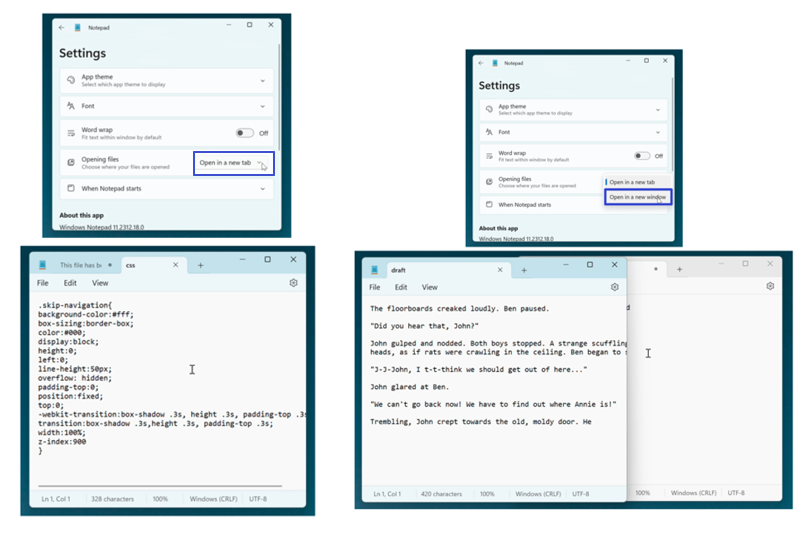 Notepad
Settings
App theme
Select which app theme to display
Font
Word wrap
Fit text within window by default
Off
Opening files
Choose where your files are opened
Open in a new tab
When Notepad starts
About this app
Windows Notepad 11.2312.18.0
Notepad
Settings
App theme
Select which app theme to display
Font
Word wrap
Fit text within window by default
Off
Opening files
Choose where your files are opened
Open in a new tab
Open in a new window
When Notepad starts
About this app
Windows Notepad 11.2312.18.0
This file has b
css
File Edit View
.skip-navigation{
background-color:#fff;
box-sizing:border-box;
color:#000;
display:block;
height:0;
left:0;
line-height:50px;
overflow: hidden;
padding-top:0;
position:fixed;
top:0;
-webkit-transition:box-shadow .3s, height .3s, padding-top .3s
transition:box-shadow .3s,height .3s, padding-top .3s;
width:100%;
z-index:900
}
Ln 1, Col 1 328 characters 100% Windows (CRLF) UTF-8
draft
File Edit View
The floorboards creaked loudly. Ben paused.
"Did you hear that, John?"
John gulped and nodded. Both boys stopped. A strange scuffling
heads, as if rats were crawling in the ceiling. Ben began to s
"J-J-John, I t-t-think we should get out of here..."
John glared at Ben.
"We can't go back now! We have to find out where Annie is!"
Trembling, John crept towards the old, moldy door. He
Ln 1, Col 1 420 characters 100% Windows (CRLF) UTF-8
d
100% Windows (CRLF) UTF-8